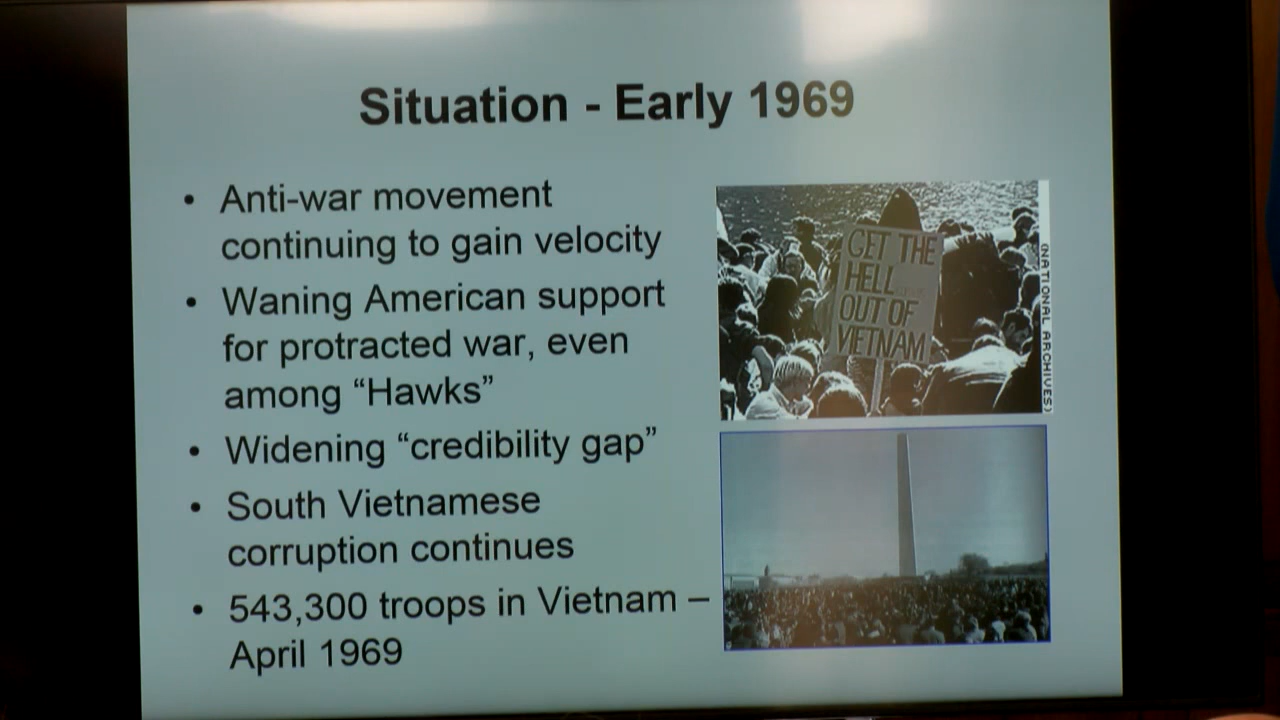 Situation - Early 1969
• Anti-war movement
continuing to gain velocity
• Waning American support
for protracted war, even
among “Hawks”
• Widening “credibility gap”
• South Vietnamese
corruption continues
• 543,300 troops in Vietnam –
April 1969
GET THE
HELL
OUT OF
VIETNAM
(NATIONAL ARCHIVES)